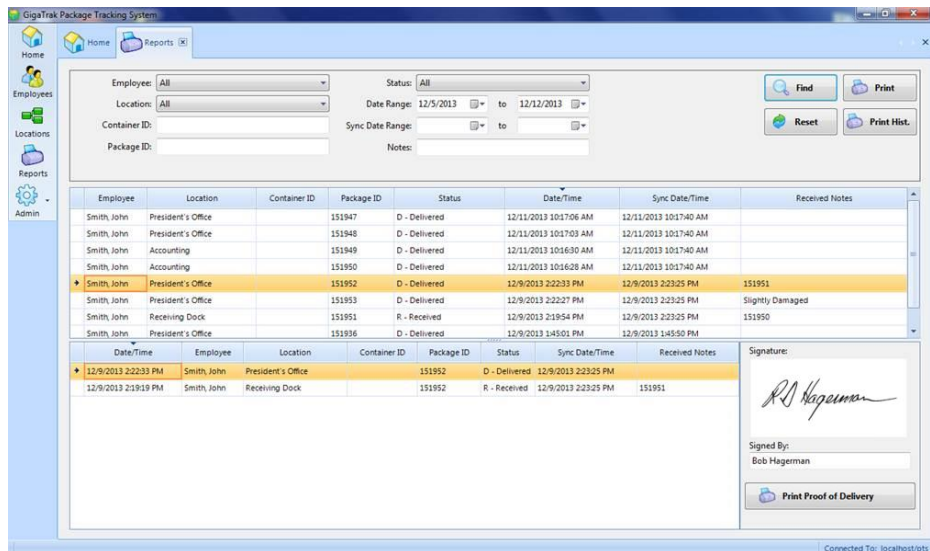 GigaTrak Package Tracking System
Home
Employees
Locations
Reports
Admin
Home Reports
Employee: All Status: All
Location: All Date Range: 12/5/2013 to 12/12/2013
Container ID: Sync Date Range: to
Package ID: Notes:
Find Print
Reset Print Hist.
Employee Location Container ID Package ID Status Date/Time Sync Date/Time Received Notes
Smith, John President's Office 151947 D - Delivered 12/11/2013 10:17:06 AM 12/11/2013 10:17:40 AM
Smith, John President's Office 151948 D - Delivered 12/11/2013 10:17:03 AM 12/11/2013 10:17:40 AM
Smith, John Accounting 151949 D - Delivered 12/11/2013 10:16:30 AM 12/11/2013 10:17:40 AM
Smith, John Accounting 151950 D - Delivered 12/11/2013 10:16:28 AM 12/11/2013 10:17:40 AM
Smith, John President's Office 151952 D - Delivered 12/9/2013 2:22:33 PM 12/9/2013 2:23:25 PM 151951
Smith, John President's Office 151953 D - Delivered 12/9/2013 2:22:27 PM 12/9/2013 2:23:25 PM Slightly Damaged
Smith, John Receiving Dock 151951 R - Received 12/9/2013 2:19:54 PM 12/9/2013 2:23:25 PM 151950
Smith, John President's Office 151936 D - Delivered 12/9/2013 1:45:01 PM 12/9/2013 1:45:50 PM
Date/Time Employee Location Container ID Package ID Status Sync Date/Time Received Notes
12/9/2013 2:22:33 PM Smith, John President's Office 151952 D - Delivered 12/9/2013 2:23:25 PM
12/9/2013 2:19:19 PM Smith, John Receiving Dock 151952 R - Received 12/9/2013 2:23:25 PM 151951
Signature:
RD Hagerman
Signed By:
Bob Hagerman
Print Proof of Delivery
Connected To: localhost/pts